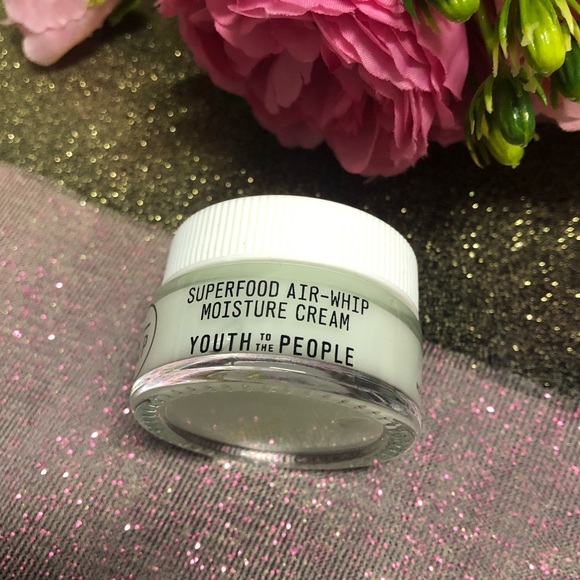 SUPERFOOD AIR-WHIP
MOISTURE CREAM
YOUTH TO THE PEOPLE